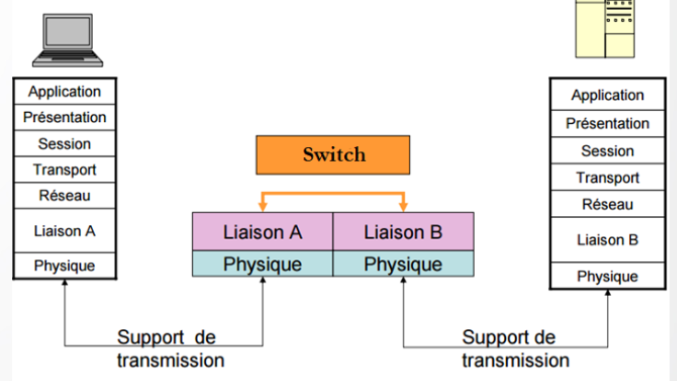 Application
Présentation
Session
Transport
Réseau
Liaison A
Physique
Switch
Liaison A
Liaison B
Physique
Physique
Support de
transmission
Support de
transmission
Application
Présentation
Session
Transport
Réseau
Liaison B
Physique